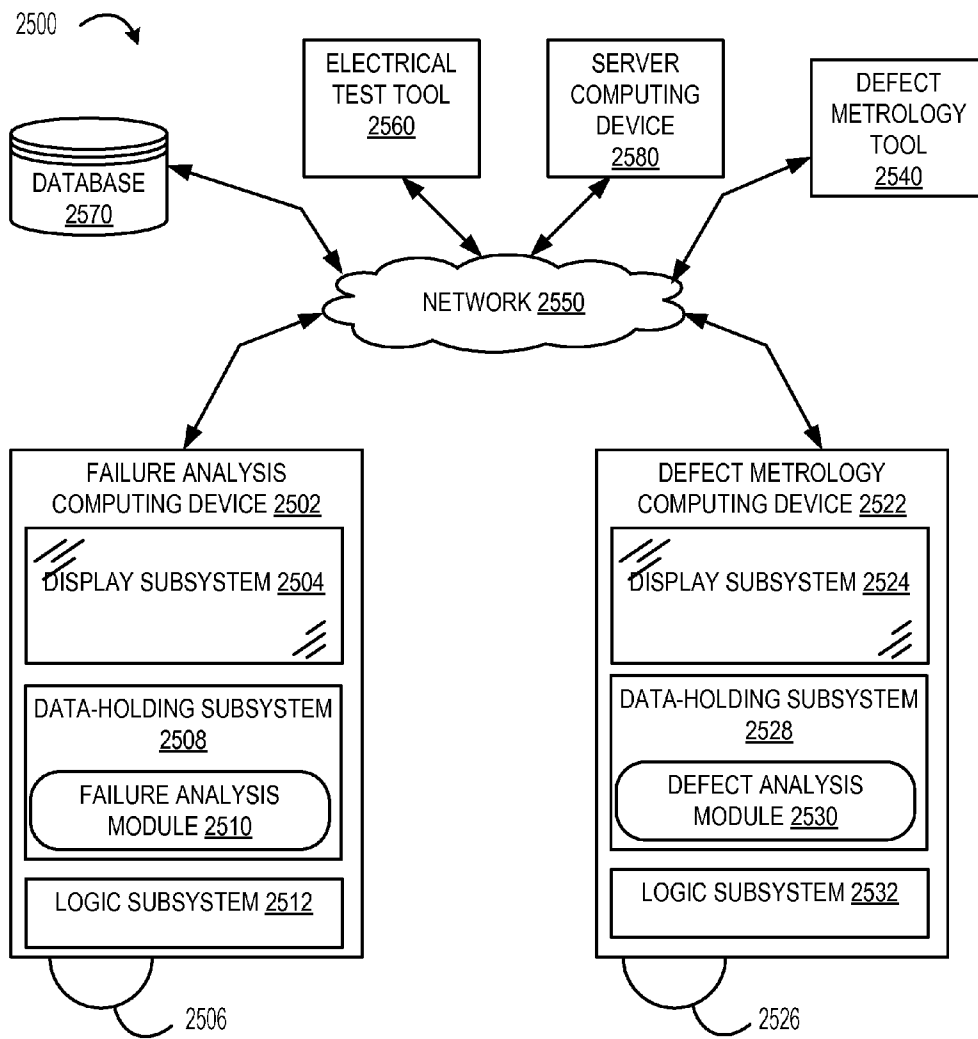 2500
ELECTRICAL
TEST TOOL
2560
SERVER
COMPUTING
DEVICE
2580
DEFECT
METROLOGY
TOOL
2540
DATABASE
2570
NETWORK 2550
FAILURE ANALYSIS
COMPUTING DEVICE 2502
DISPLAY SUBSYSTEM 2504
DATA-HOLDING SUBSYSTEM
2508
FAILURE ANALYSIS
MODULE 2510
LOGIC SUBSYSTEM 2512
2506
DEFECT METROLOGY
COMPUTING DEVICE 2522
DISPLAY SUBSYSTEM 2524
DATA-HOLDING SUBSYSTEM
2528
DEFECT ANALYSIS
MODULE 2530
LOGIC SUBSYSTEM 2532
2526